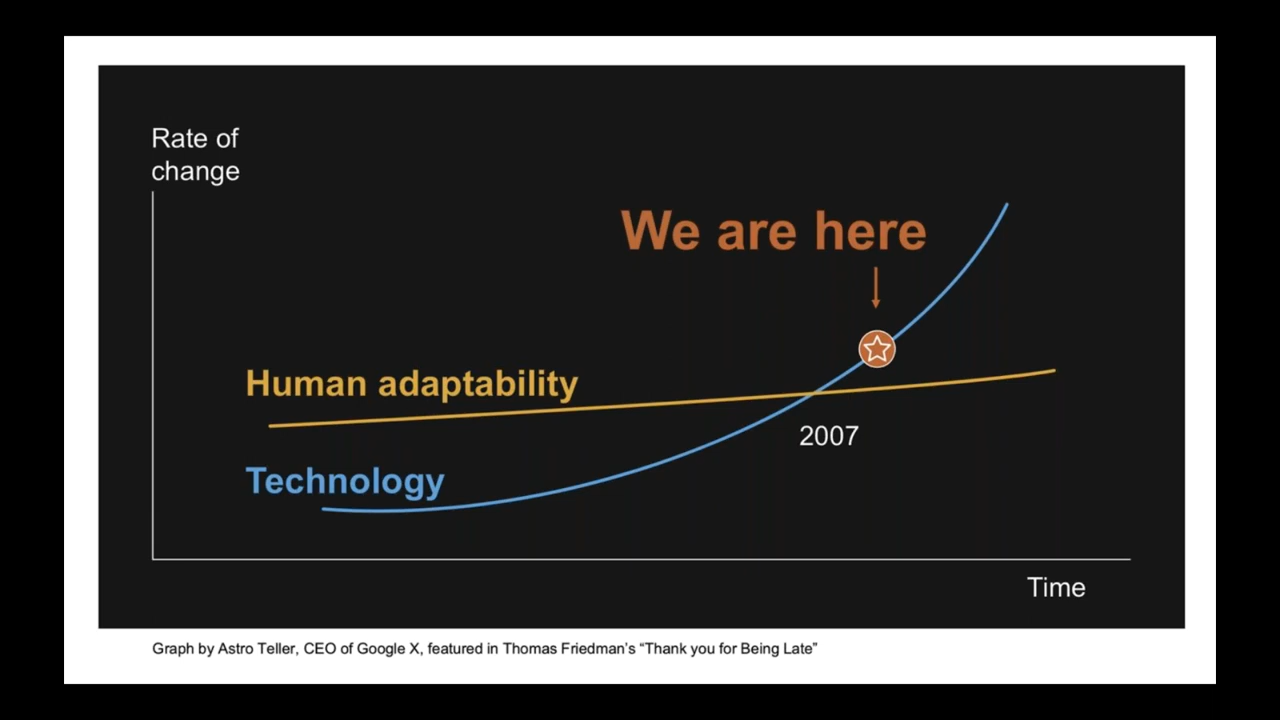 Rate of
change
We are here
Human adaptability
2007
Technology
Time
Graph by Astro Teller, CEO of Google X, featured in Thomas Friedman's “Thank you for Being Late”